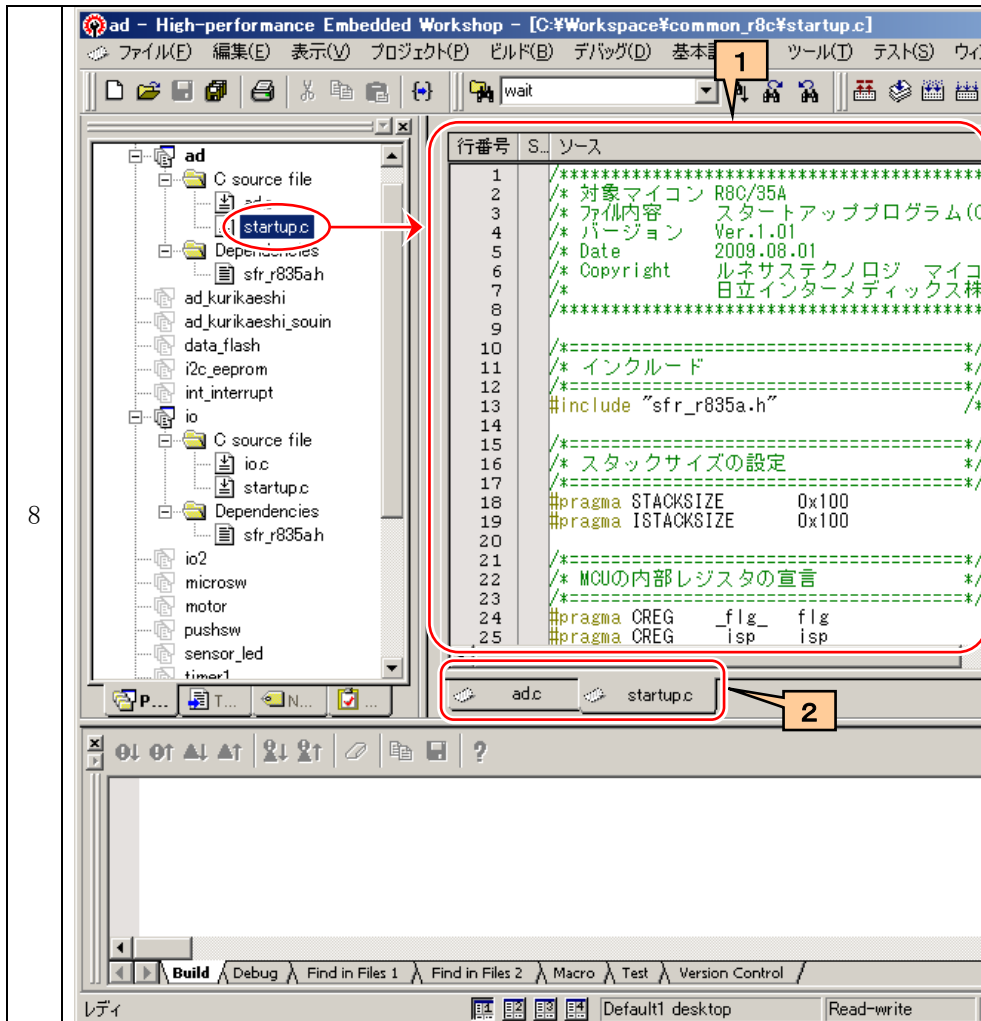 8
ad - High-performance Embedded Workshop - [C:¥Workspace¥common_r8c¥startup.c]
ファイル(F) 編集(E) 表示(V) プロジェクト(P) ビルド(B) デバッグ(D) 基本 ツール(T) テスト(S)
1
wait
ad
C source file
startup.c
Dependencies
sfr_r835a.h
ad_kurikaeshi
ad_kurikaeshi_souin
data_flash
i2c_eeprom
int_interrupt
io
C source file
io.c
startup.c
Dependencies
sfr_r835a.h
io2
microsw
motor
pushsw
sensor_led
timer1
P... T... N... ...
行番号 S... ソース
1 /****************************************
2 /* 対象マイコン R8C/35A
3 /* ファイル内容 スタートアッププログラム(C
4 /* バージョン Ver.1.01
5 /* Date 2009.08.01
6 /* Copyright ルネサステクノロジ マイコ
7 /* 日立インターメディックス株
8 /****************************************
9
10 /*======================================*/
11 /* インクルード */
12 /*======================================*/
13 #include "sfr_r835a.h" /*
14
15 /*======================================*/
16 /* スタックサイズの設定 */
17 /*======================================*/
18 #pragma STACKSIZE 0x100
19 #pragma ISTACKSIZE 0x100
20
21 /*======================================*/
22 /* MCUの内部レジスタの宣言 */
23 /*======================================*/
24 #pragma CREG _flg_ flg
25 #pragma CREG isp isp
ad.c startup.c
2
Build Debug Find in Files 1 Find in Files 2 Macro Test Version Control
レディ 1 2 3 4 Default1 desktop Read-write